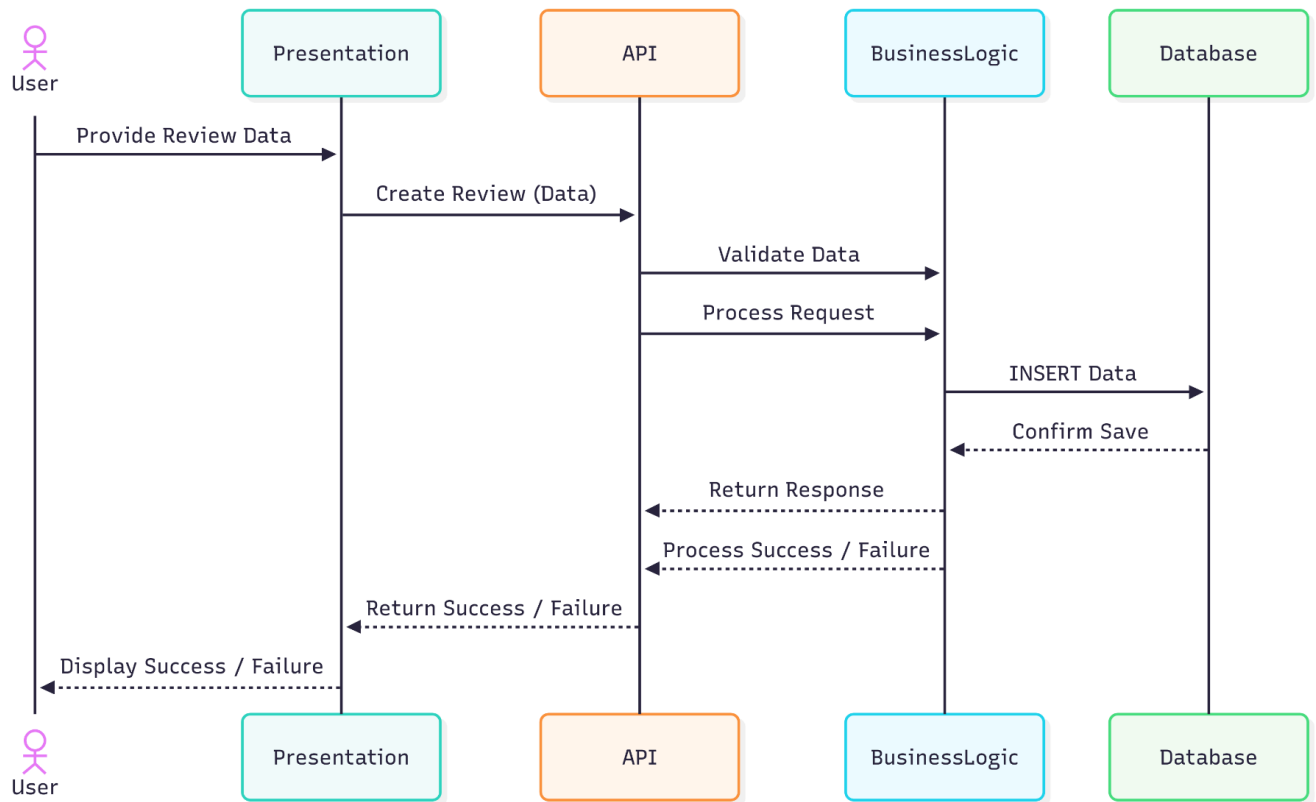 User
Presentation
API
BusinessLogic
Database
Provide Review Data
Create Review (Data)
Validate Data
Process Request
INSERT Data
Confirm Save
Return Response
Process Success / Failure
Return Success / Failure
Display Success / Failure
User
Presentation
API
BusinessLogic
Database